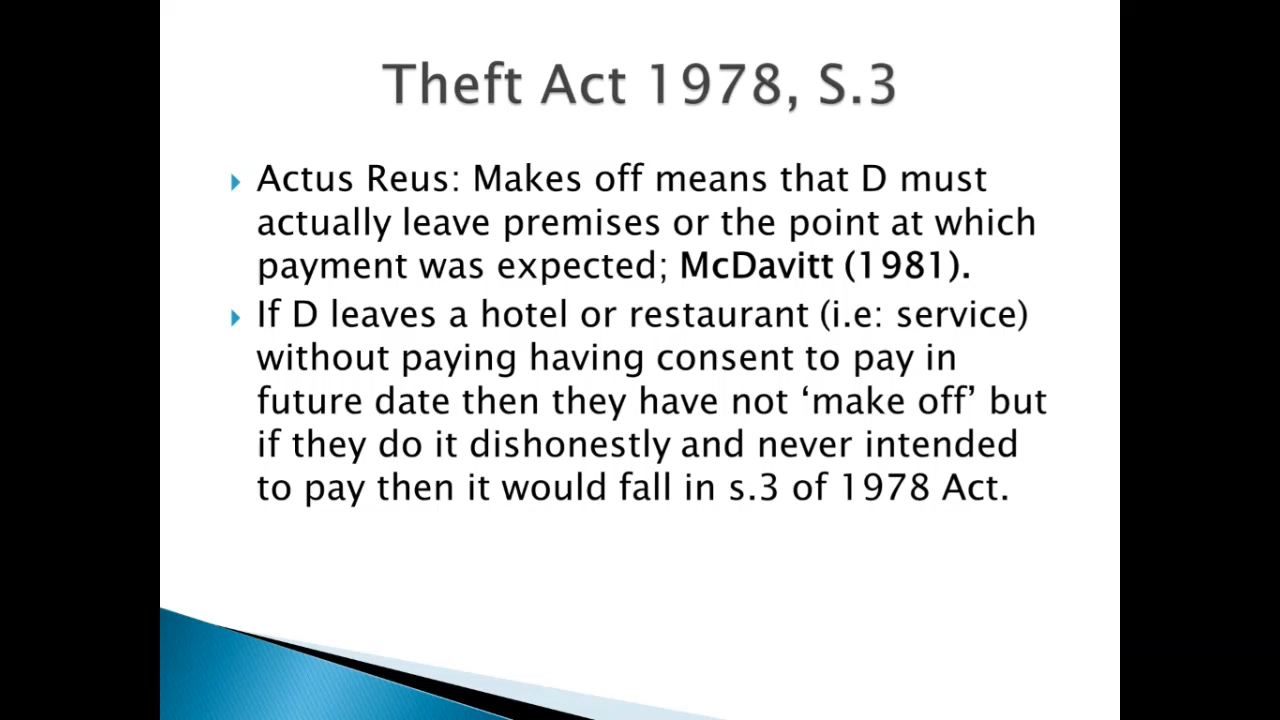 Theft Act 1978, S.3
Actus Reus: Makes off means that D must
actually leave premises or the point at which
payment was expected; McDavitt (1981).
If D leaves a hotel or restaurant (i.e: service)
without paying having consent to pay in
future date then they have not ‘make off’ but
if they do it dishonestly and never intended
to pay then it would fall in s.3 of 1978 Act.